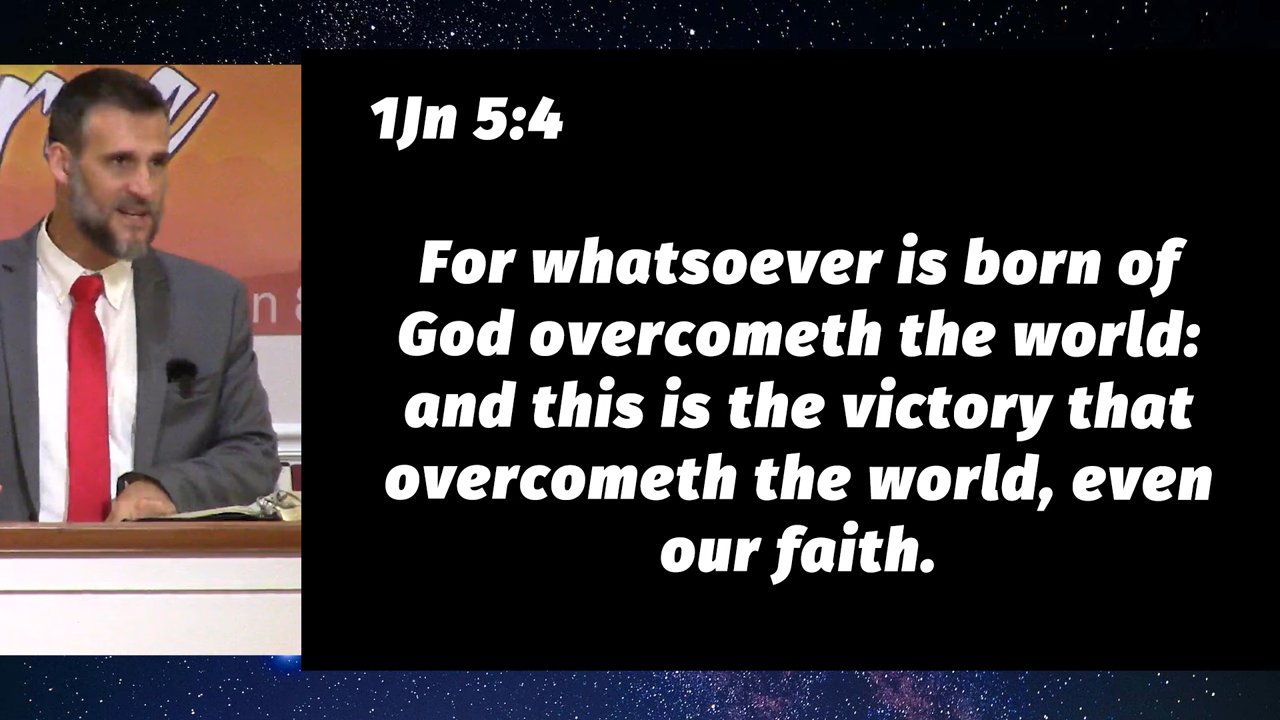 1Jn 5:4
For whatsoever is born of
God overcometh the world:
and this is the victory that
overcometh the world, even
our faith.